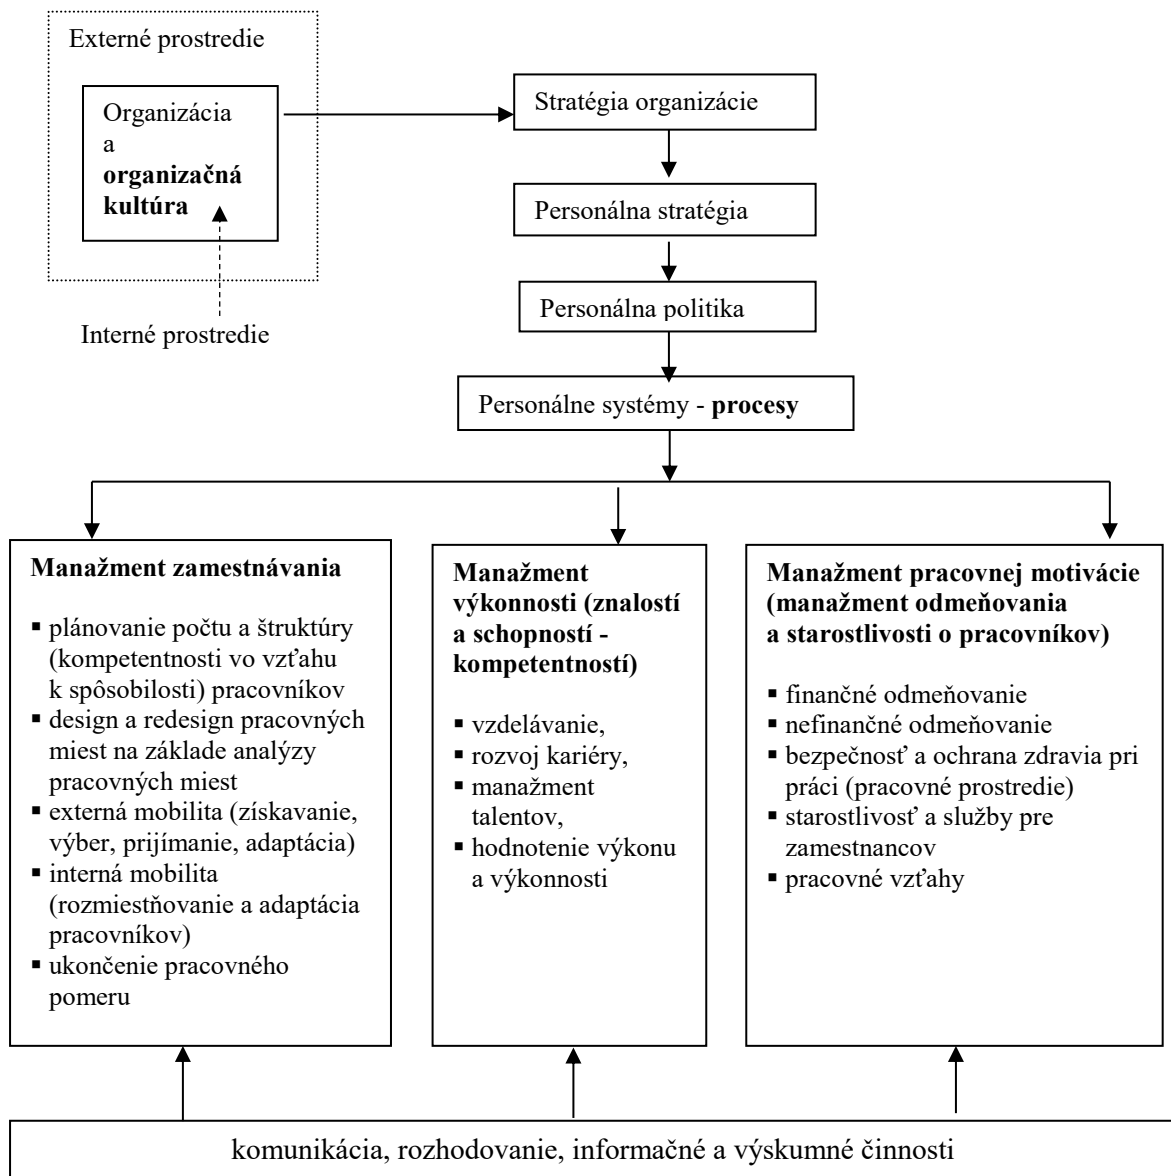 Externé prostredie
Organizácia
a
organizačná
kultúra
Interné prostredie
Stratégia organizácie
Personálna stratégia
Personálna politika
Personálne systémy - procesy
Manažment zamestnávania
▪ plánovanie počtu a štruktúry
(kompetentnosti vo vzťahu
k spôsobilosti) pracovníkov
▪ design a redesign pracovných
miest na základe analýzy
pracovných miest
▪ externá mobilita (získavanie,
výber, prijímanie, adaptácia)
▪ interná mobilita
(rozmiestňovanie a adaptácia
pracovníkov)
▪ ukončenie pracovného
pomeru
Manažment
výkonnosti (znalostí
a schopností -
kompetentností)
▪ vzdelávanie,
▪ rozvoj kariéry,
▪ manažment
talentov,
▪ hodnotenie výkonu
a výkonnosti
Manažment pracovnej motivácie
(manažment odmeňovania
a starostlivosti o pracovníkov)
▪ finančné odmeňovanie
▪ nefinančné odmeňovanie
▪ bezpečnosť a ochrana zdravia pri
práci (pracovné prostredie)
▪ starostlivosť a služby pre
zamestnancov
▪ pracovné vzťahy
komunikácia, rozhodovanie, informačné a výskumné činnosti